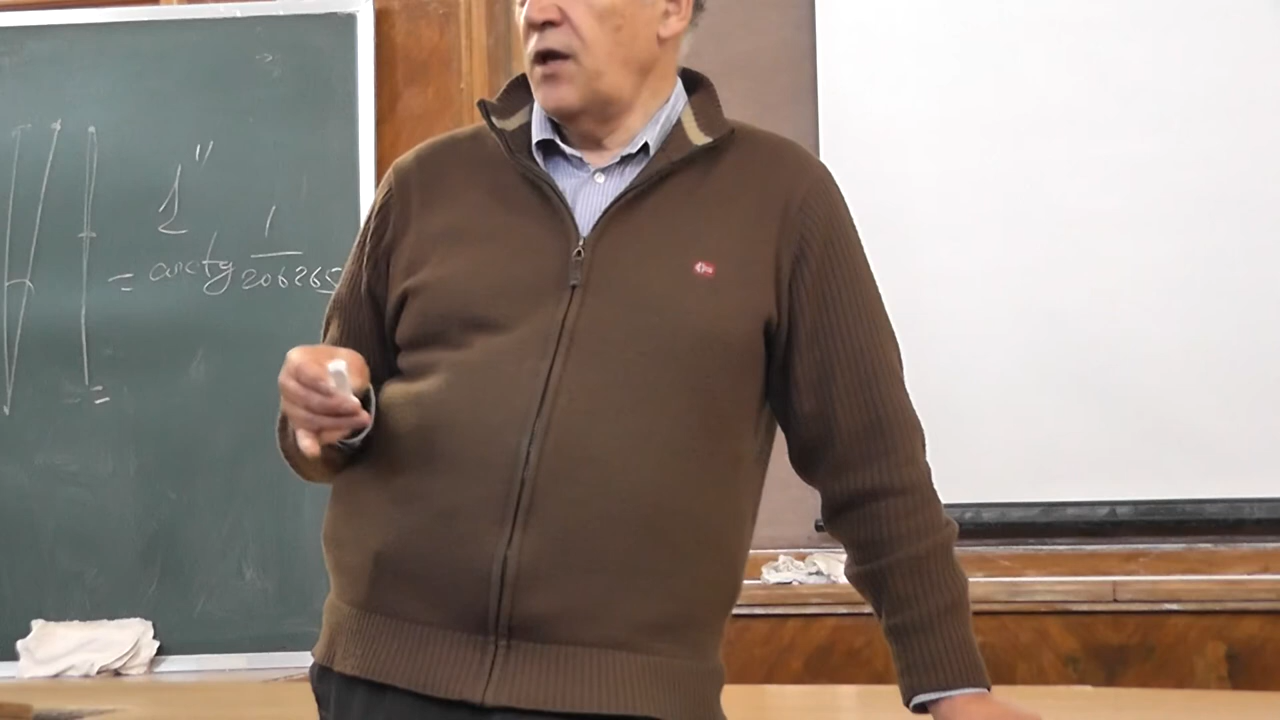 1"
= arctg 1/206265
=